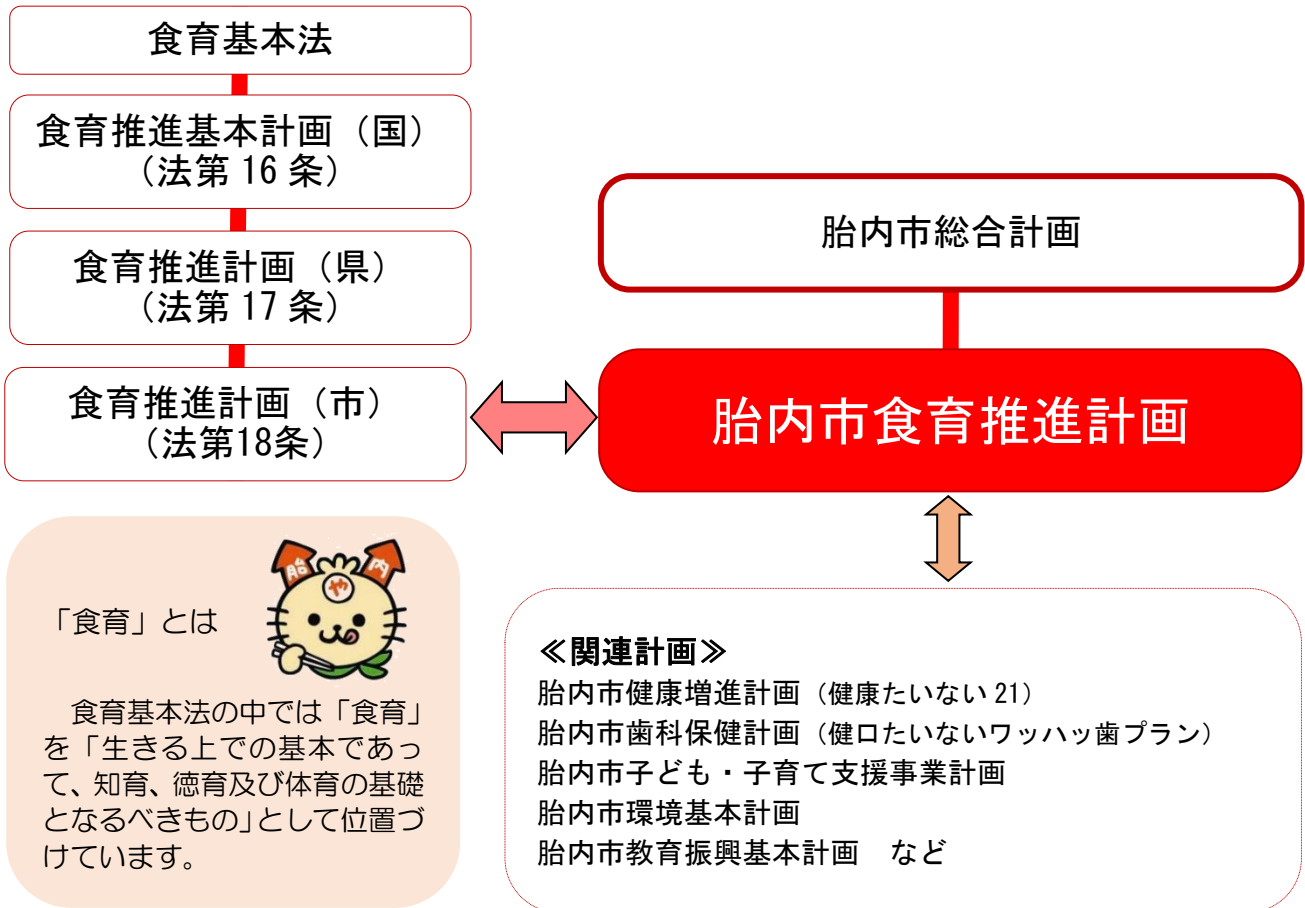 食育基本法
食育推進基本計画（国）
（法第 16 条）
食育推進計画（県）
（法第 17 条）
食育推進計画（市）
（法第18条）
胎内市総合計画
胎内市食育推進計画
胎
内
や
「食育」とは
食育基本法の中では「食育」
を「生きる上での基本であっ
て、知育、徳育及び体育の基礎
となるべきもの」として位置づ
けています。
≪関連計画≫
胎内市健康増進計画（健康たいない 21）
胎内市歯科保健計画（健口たいないワッハッ歯プラン）
胎内市子ども・子育て支援事業計画
胎内市環境基本計画
胎内市教育振興基本計画　など